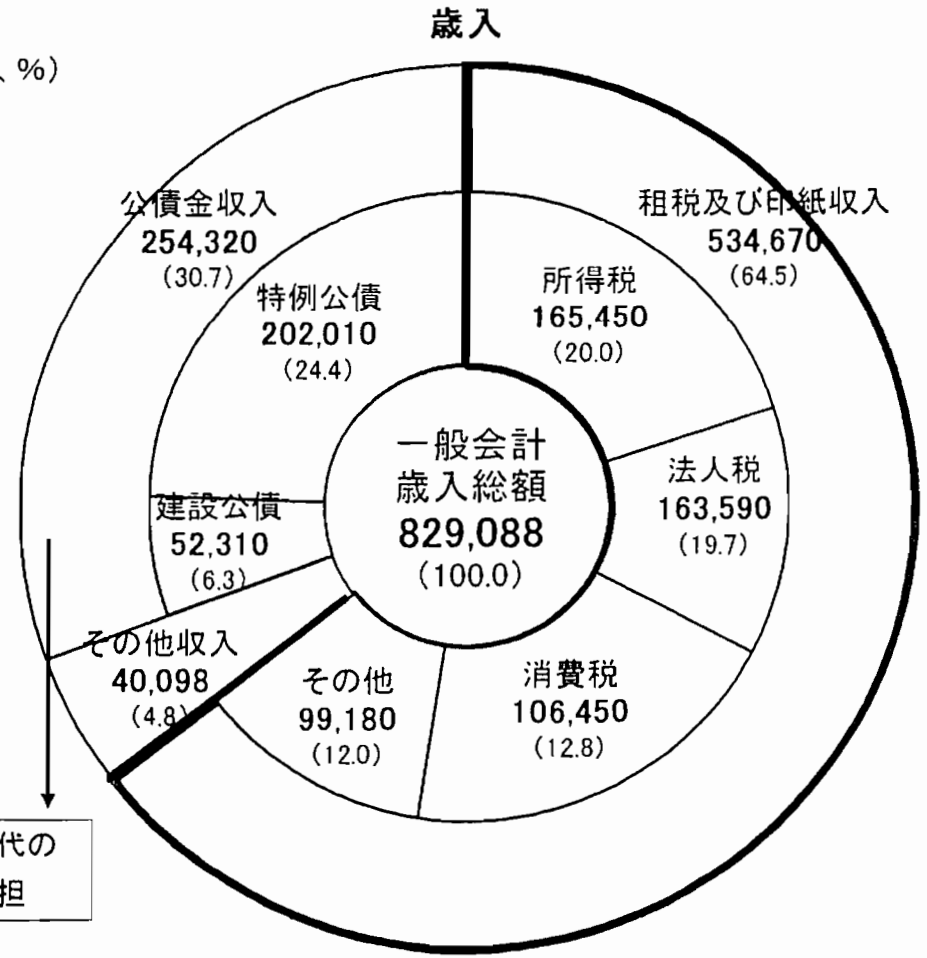 歳入
、%)
公債金収入
254,320
(30.7)
租税及び印紙収入
534,670
(64.5)
特例公債
202,010
(24.4)
所得税
165,450
(20.0)
一般会計
歳入総額
829,088
(100.0)
法人税
163,590
(19.7)
建設公債
52,310
(6.3)
その他収入
40,098
(4.8)
その他
99,180
(12.0)
消費税
106,450
(12.8)
代の
担